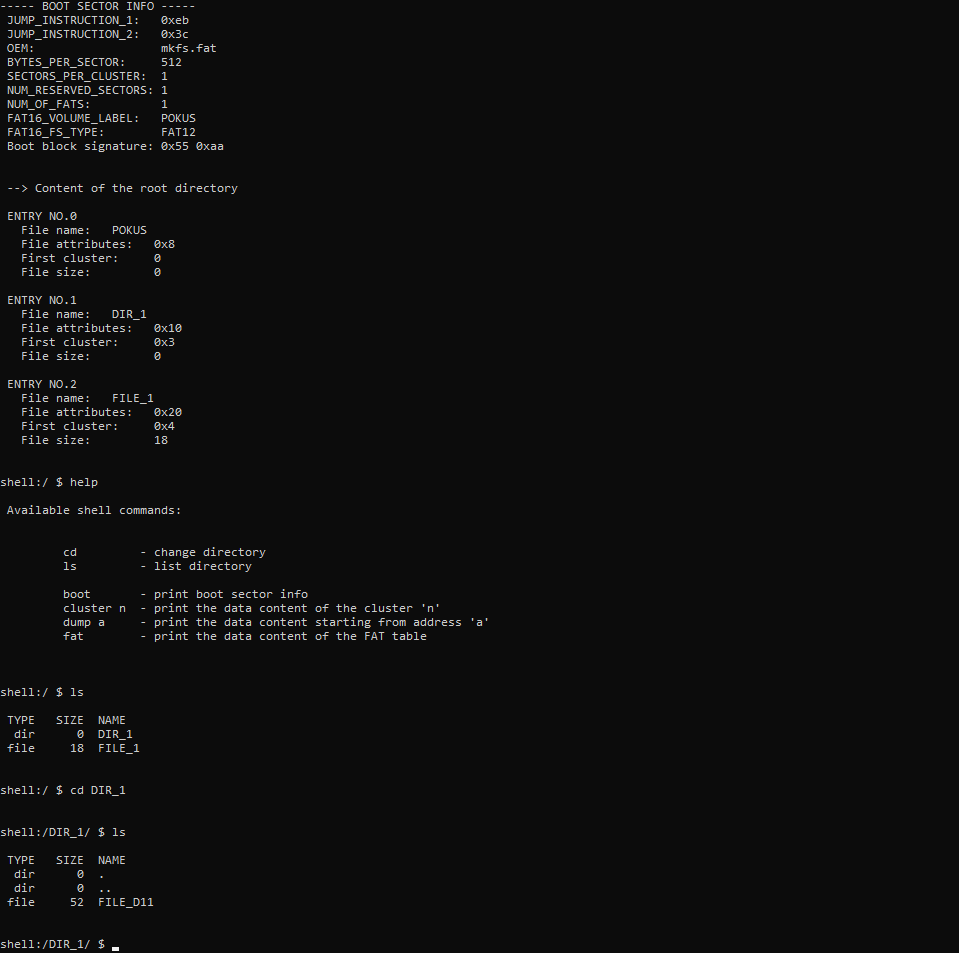 ----- BOOT SECTOR INFO -----
JUMP_INSTRUCTION_1:   0xeb
JUMP_INSTRUCTION_2:   0x3c
OEM:                  mkfs.fat
BYTES_PER_SECTOR:     512
SECTORS_PER_CLUSTER:  1
NUM_RESERVED_SECTORS: 1
NUM_OF_FATS:          1
FAT16_VOLUME_LABEL:   POKUS
FAT16_FS_TYPE:        FAT12
Boot block signature: 0x55 0xaa
--> Content of the root directory
ENTRY NO.0
File name:   POKUS
File attributes:   0x8
First cluster:     0
File size:         0
ENTRY NO.1
File name:   DIR_1
File attributes:   0x10
First cluster:     0x3
File size:         0
ENTRY NO.2
File name:   FILE_1
File attributes:   0x20
First cluster:     0x4
File size:         18
shell:/ $ help
Available shell commands:
cd         - change directory
ls         - list directory
boot       - print boot sector info
cluster n  - print the data content of the cluster 'n'
dump a     - print the data content starting from address 'a'
fat        - print the data content of the FAT table
shell:/ $ ls
TYPE   SIZE  NAME
dir      0  DIR_1
file     18  FILE_1
shell:/ $ cd DIR_1
shell:/DIR_1/ $ ls
TYPE   SIZE  NAME
dir      0  .
dir      0  ..
file     52  FILE_D11
shell:/DIR_1/ $